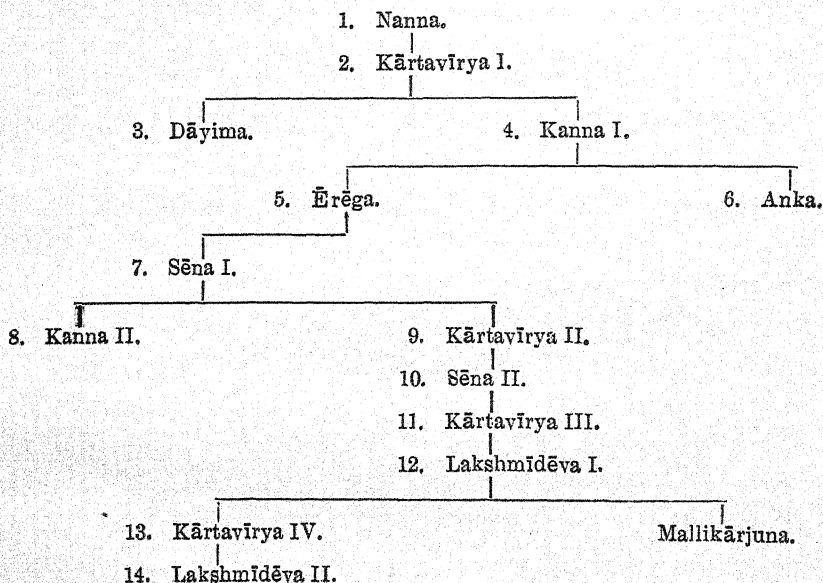 1. Nanna.
2. Kārtavīrya I.
3. Dāyima. 4. Kanna I.
5. Ērēga. 6. Anka.
7. Sēna I.
8. Kanna II. 9. Kārtavīrya II.
10. Sēna II.
11. Kārtavīrya III.
12. Lakshmīdēva I.
13. Kārtavīrya IV. Mallikārjuna.
14. Lakshmīdēva II.